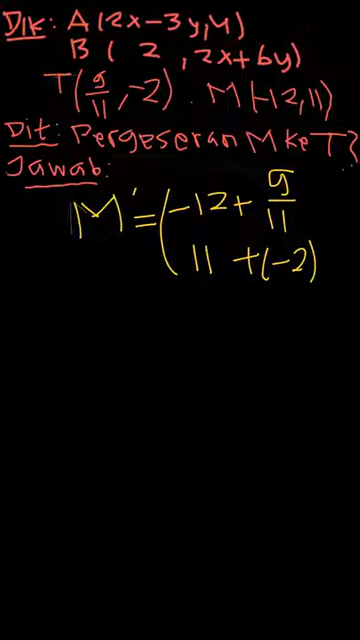 Dik: A (2x-3y, 4)
B ( 2 , 2x+6y)
T(9/11, -2). M(-12, 11)
Dit: Pergeseran M ke T?
Jawab:
M' = (-12 + 9/11
11 + (-2))